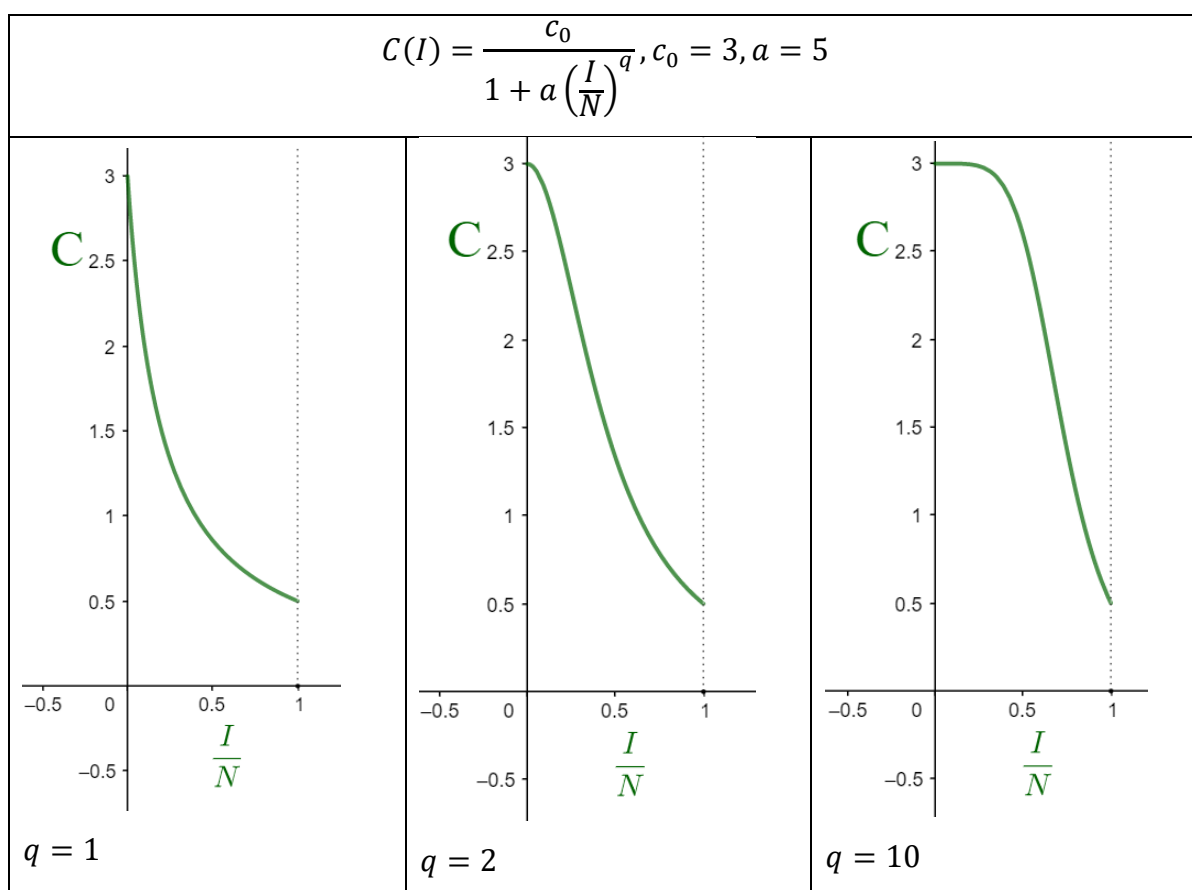 C(I) = c₀ / (1 + a (I/N)^q), c₀ = 3, a = 5
3
C 2.5
2
1.5
1
0.5
–0.5 0 0.5 1
I/N
–0.5
q = 1
3
C 2.5
2
1.5
1
0.5
–0.5 0 0.5 1
I/N
–0.5
q = 2
3
C 2.5
2
1.5
1
0.5
–0.5 0 0.5 1
I/N
–0.5
q = 10